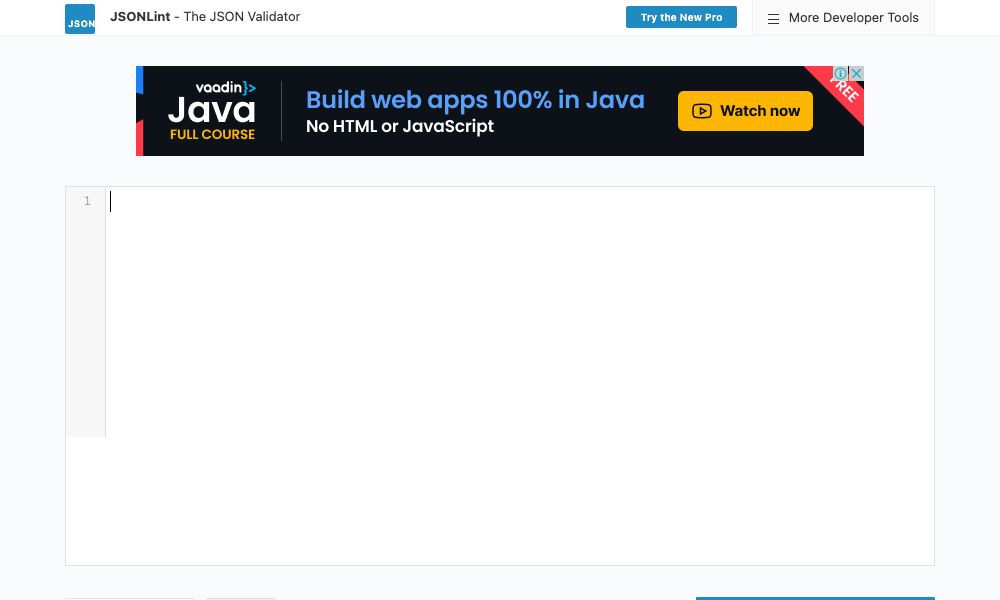 JSON
JSONLint - The JSON Validator
Try the New Pro
More Developer Tools
vaadin}>
Java
FULL COURSE
Build web apps 100% in Java
No HTML or JavaScript
Watch now
FREE
1